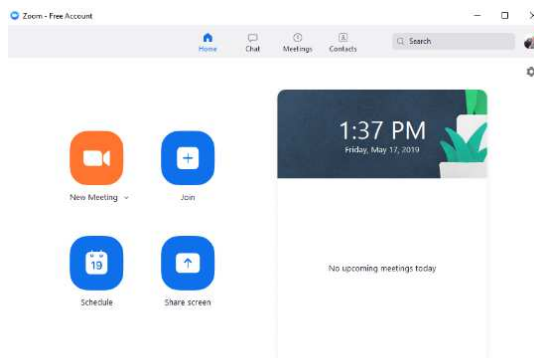 Zoom - Free Account
Home
Chat
Meetings
Contacts
Search
New Meeting
Join
19
Schedule
Share screen
1:37 PM
Friday, May 17, 2019
No upcoming meetings today